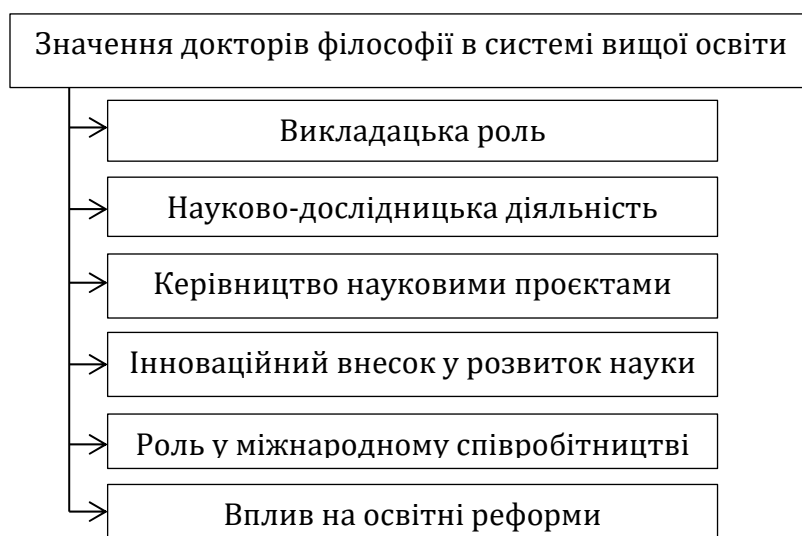 Значення докторів філософії в системі вищої освіти
Викладацька роль
Науково-дослідницька діяльність
Керівництво науковими проєктами
Інноваційний внесок у розвиток науки
Роль у міжнародному співробітництві
Вплив на освітні реформи